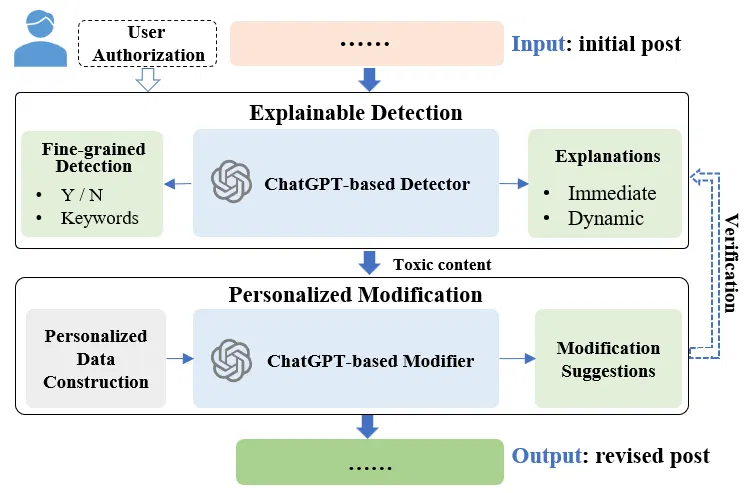 User
Authorization
......
Input: initial post
Explainable Detection
Fine-grained
Detection
• Y / N
• Keywords
ChatGPT-based Detector
Explanations
• Immediate
• Dynamic
Verification
Toxic content
Personalized Modification
Personalized
Data
Construction
ChatGPT-based Modifier
Modification
Suggestions
......
Output: revised post